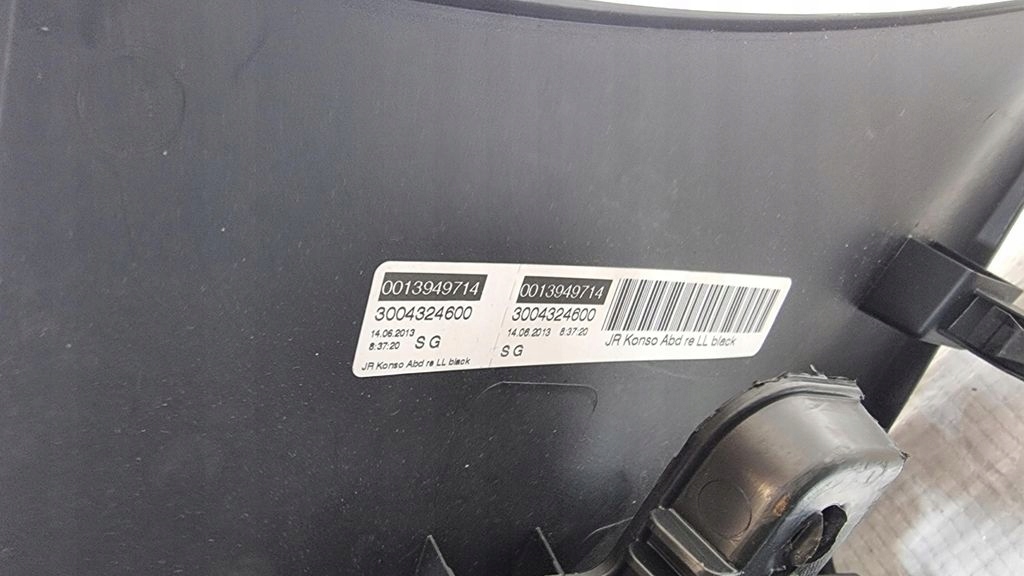 0013949714
3004324600
14.06.2013
8:37:20 S G
JR Konso Abd re LL black
0013949714
3004324600
14.06.2013 8:37:20
S G
JR Konso Abd re LL black